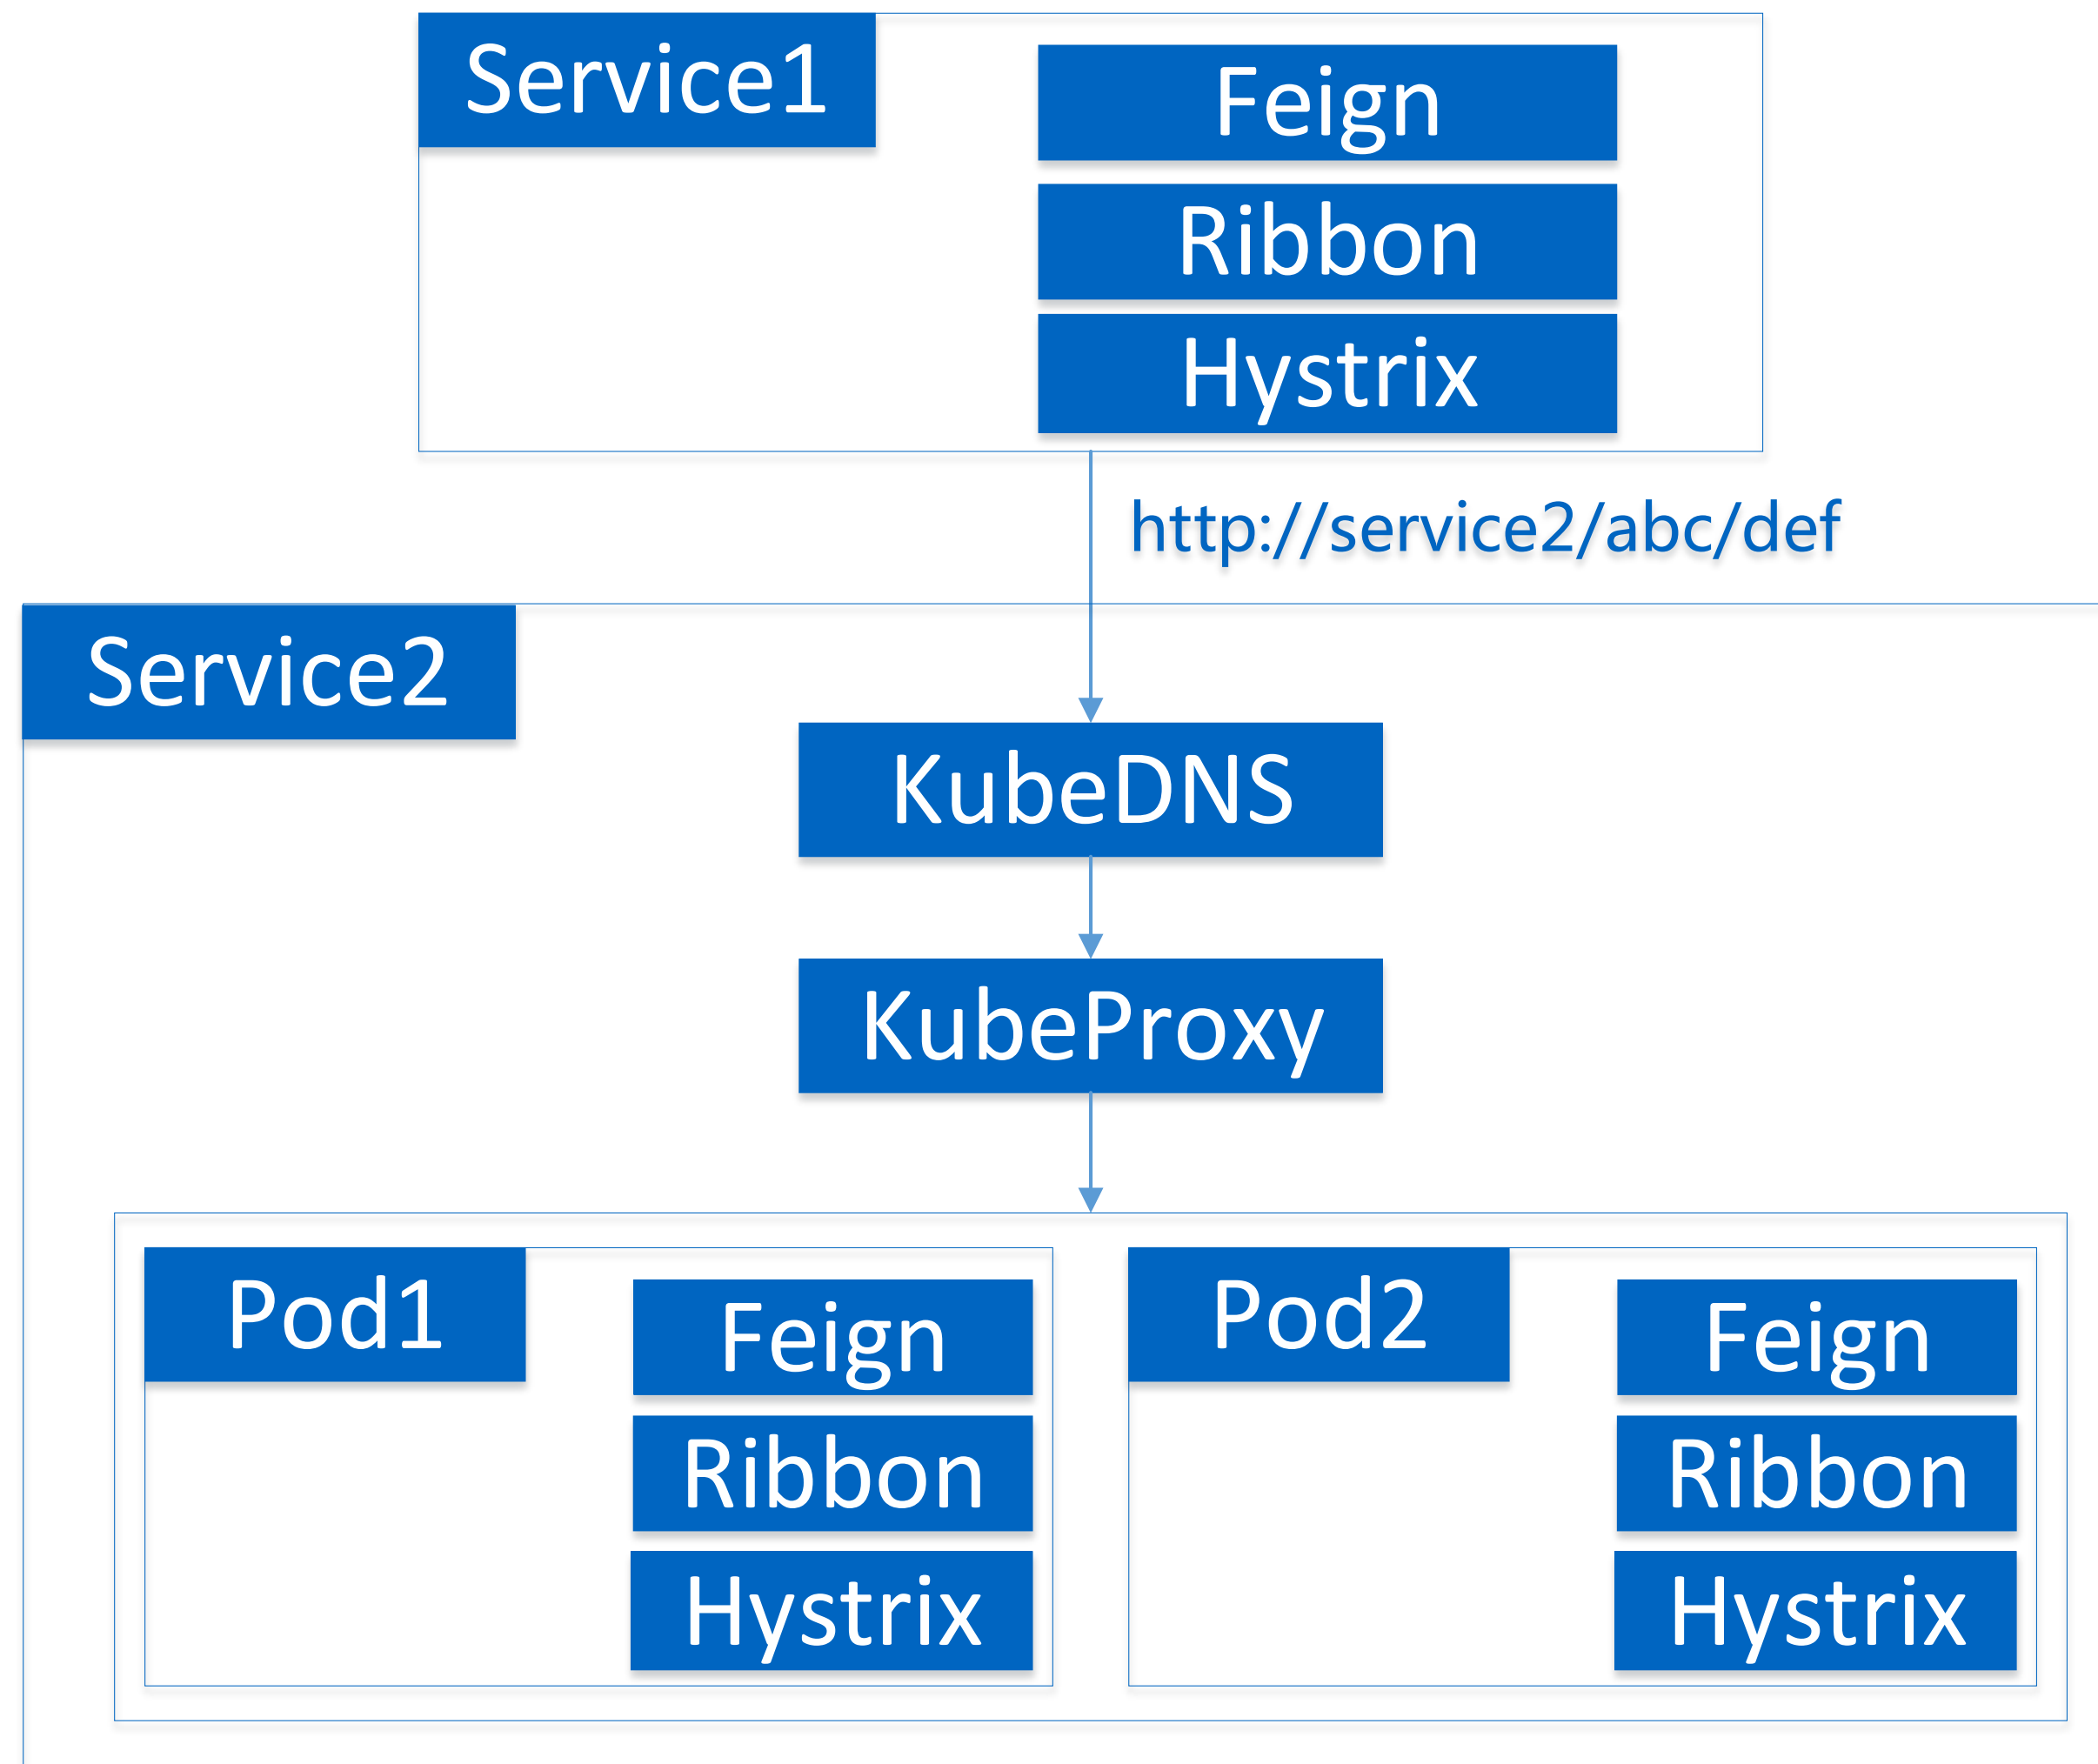 Service1
Feign
Ribbon
Hystrix
http://service2/abc/def
Service2
KubeDNS
KubeProxy
Pod1
Feign
Ribbon
Hystrix
Pod2
Feign
Ribbon
Hystrix